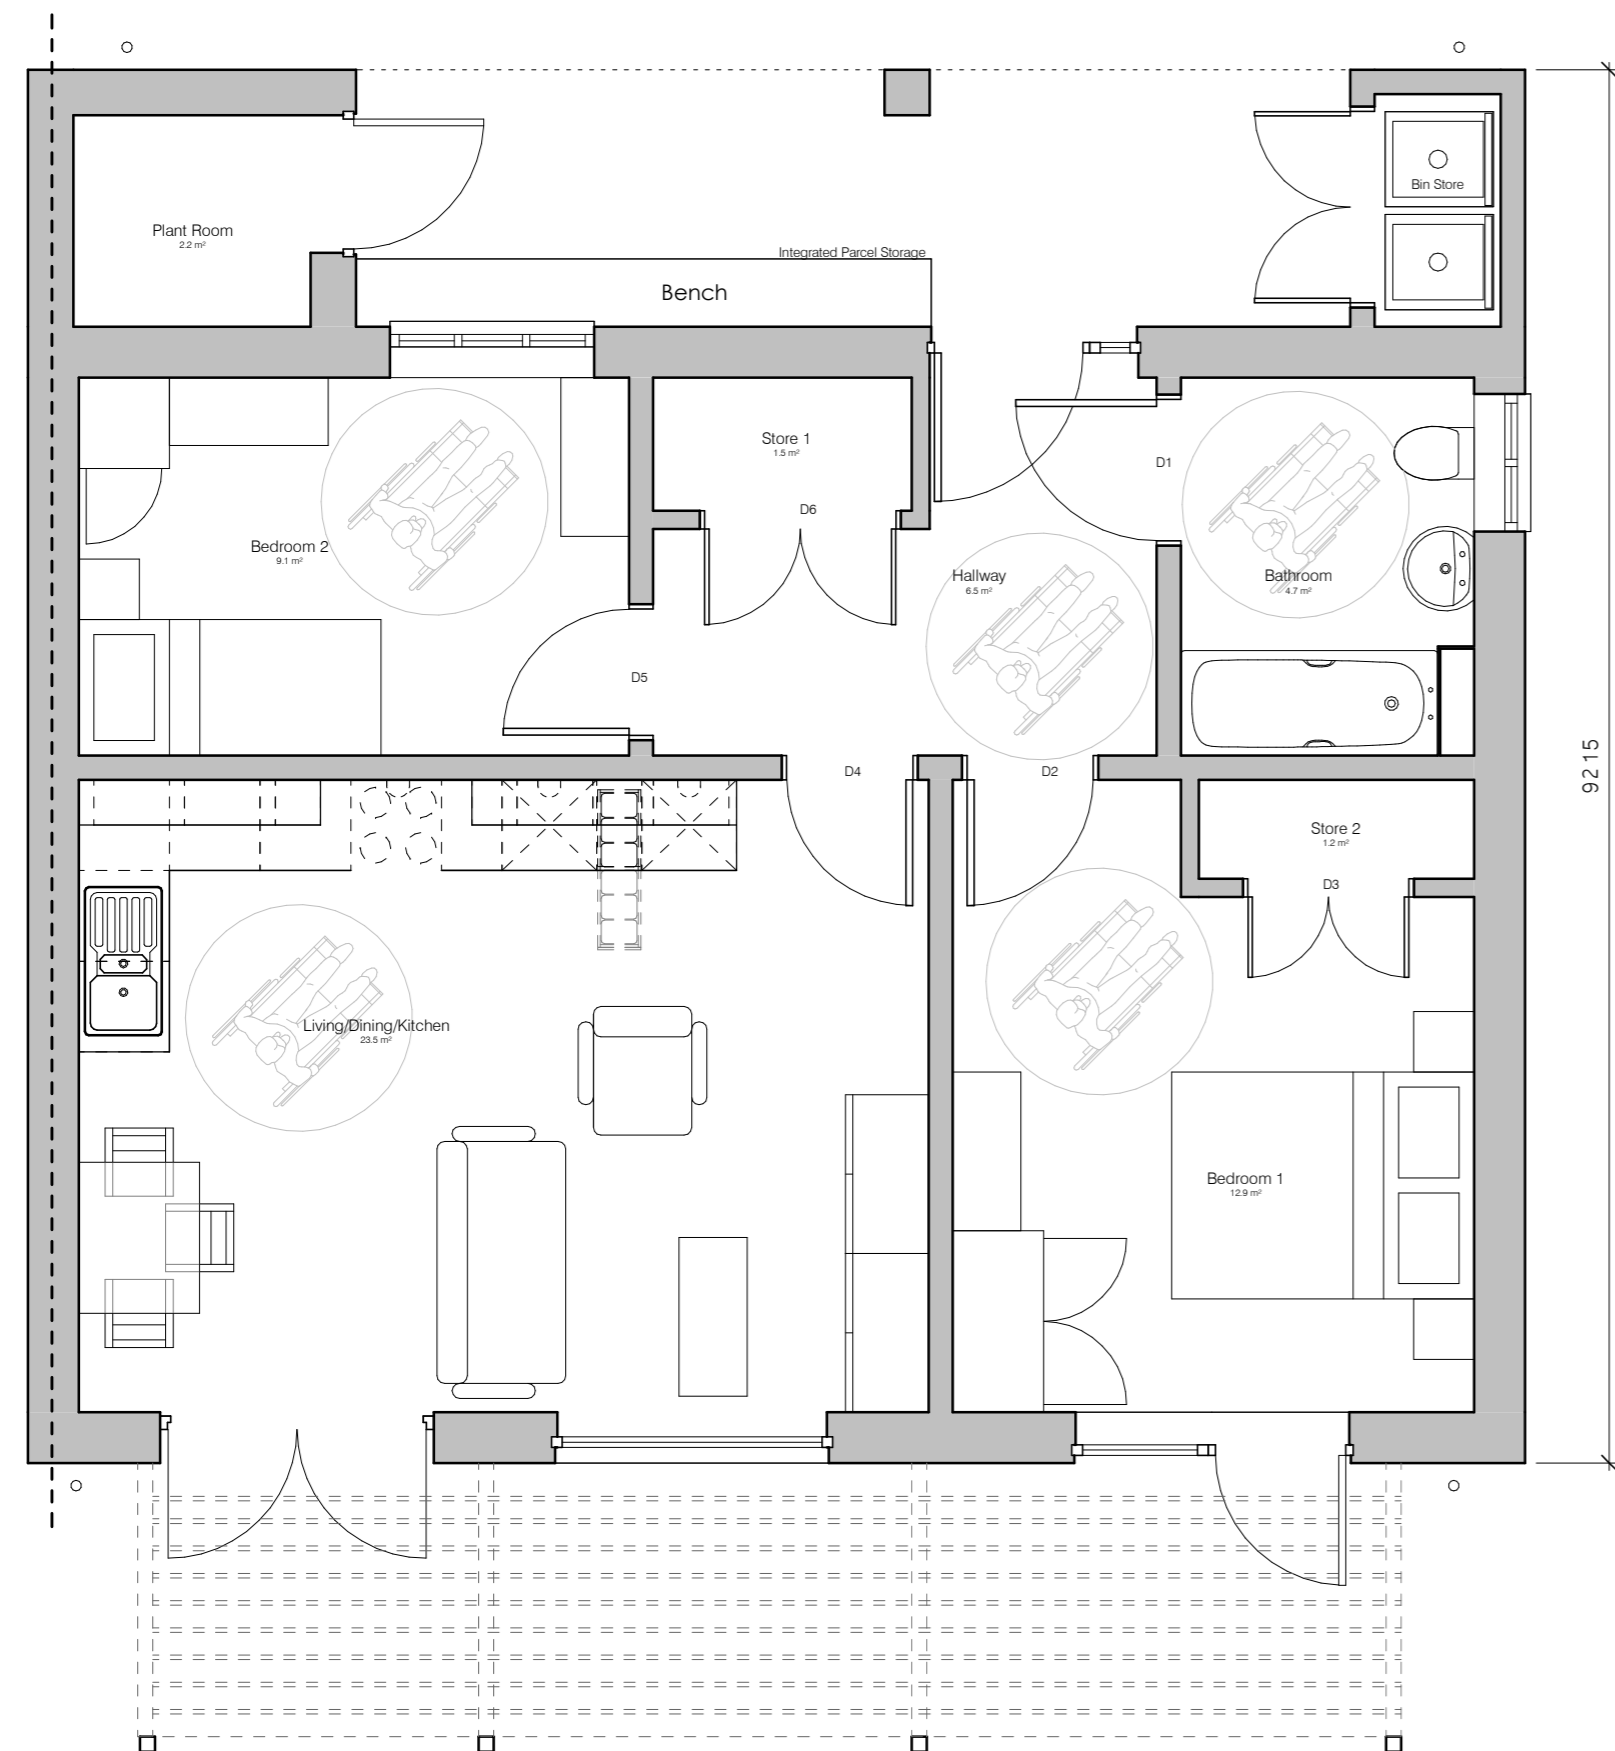 Plant Room
2.2 m²
Bin Store
Integrated Parcel Storage
Bench
Store 1
1.5 m²
D1
D6
Bedroom 2
9.1 m²
Hallway
6.5 m²
Bathroom
4.7 m²
D5
D4
D2
9215
Store 2
1.2 m²
D3
Living/Dining/Kitchen
23.5 m²
Bedroom 1
12.9 m²